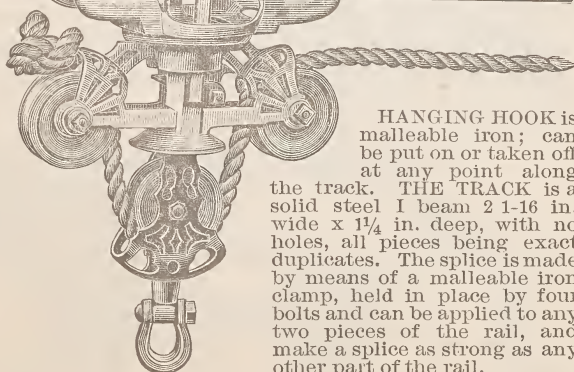 HANGING HOOK is
malleable iron; can
be put on or taken off
at any point along
the track. THE TRACK is a
solid steel I beam 2 1-16 in.
wide x 1¼ in. deep, with no
holes, all pieces being exact
duplicates. The splice is made
by means of a malleable iron
clamp, held in place by four
bolts and can be applied to any
two pieces of the rail, and
make a splice as strong as any
other part of the rail.